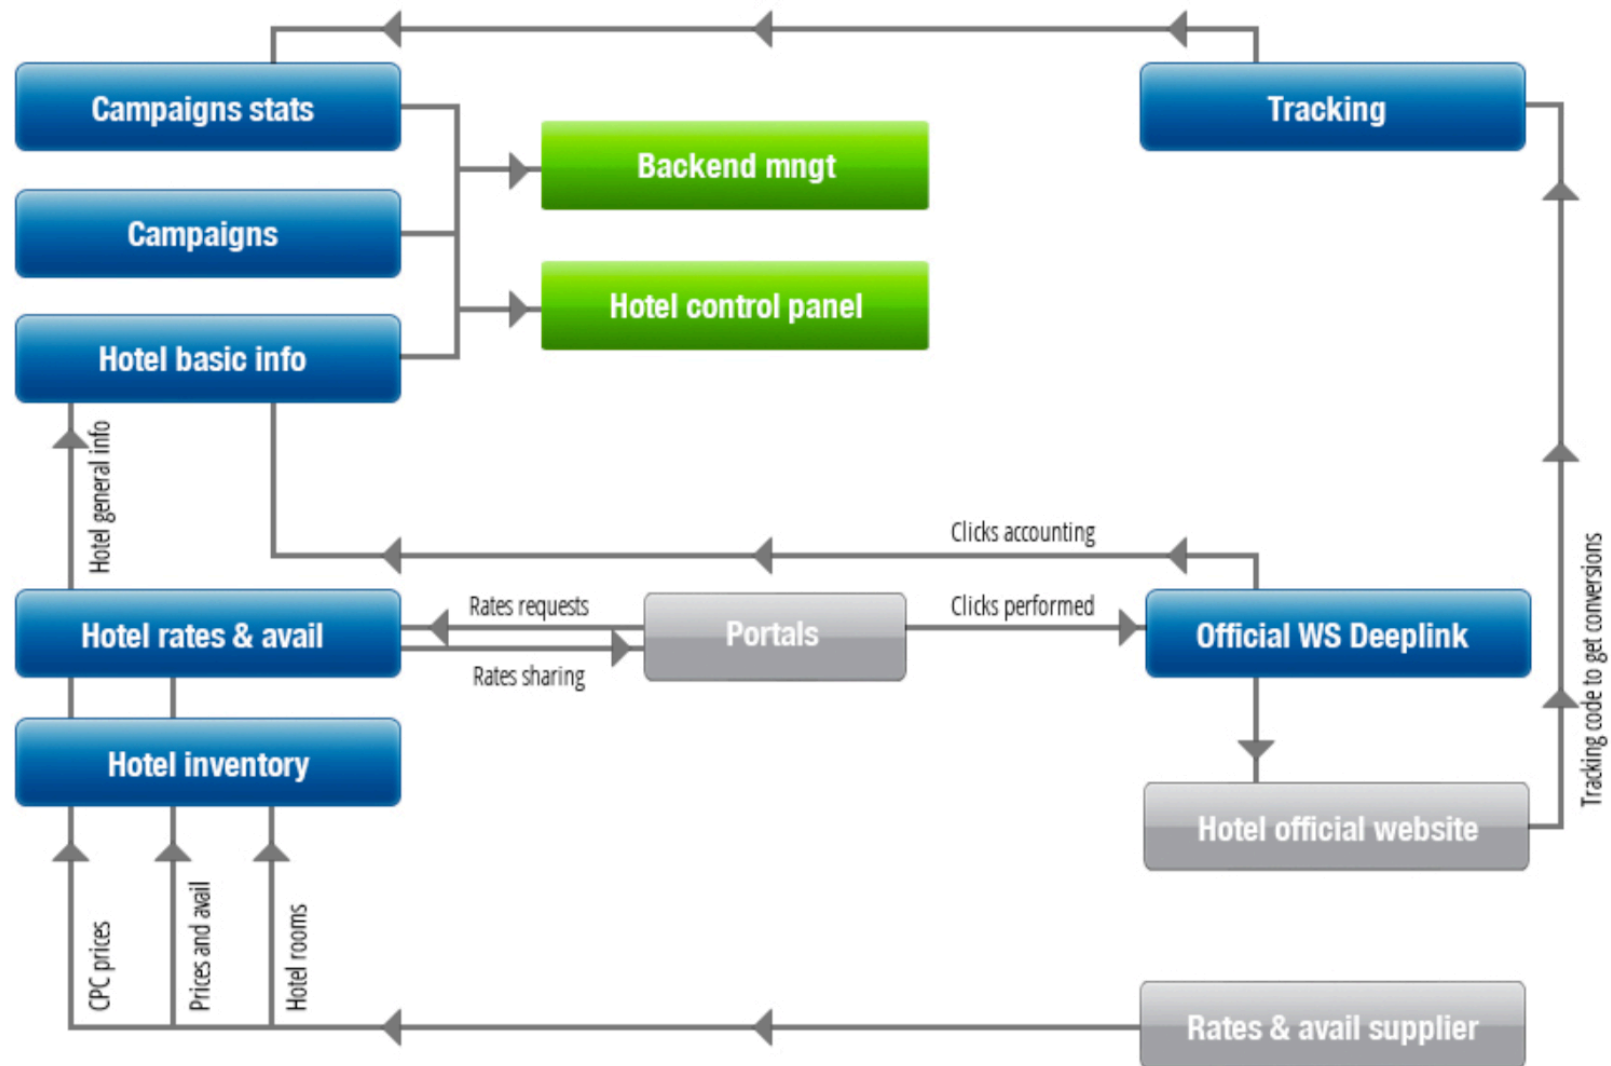 Campaigns stats
Tracking
Backend mngt
Campaigns
Hotel control panel
Hotel basic info
Hotel general info
Clicks accounting
Tracking code to get conversions
Rates requests
Clicks performed
Hotel rates & avail
Portals
Official WS Deeplink
Rates sharing
Hotel inventory
Hotel official website
CPC prices
Prices and avail
Hotel rooms
Rates & avail supplier